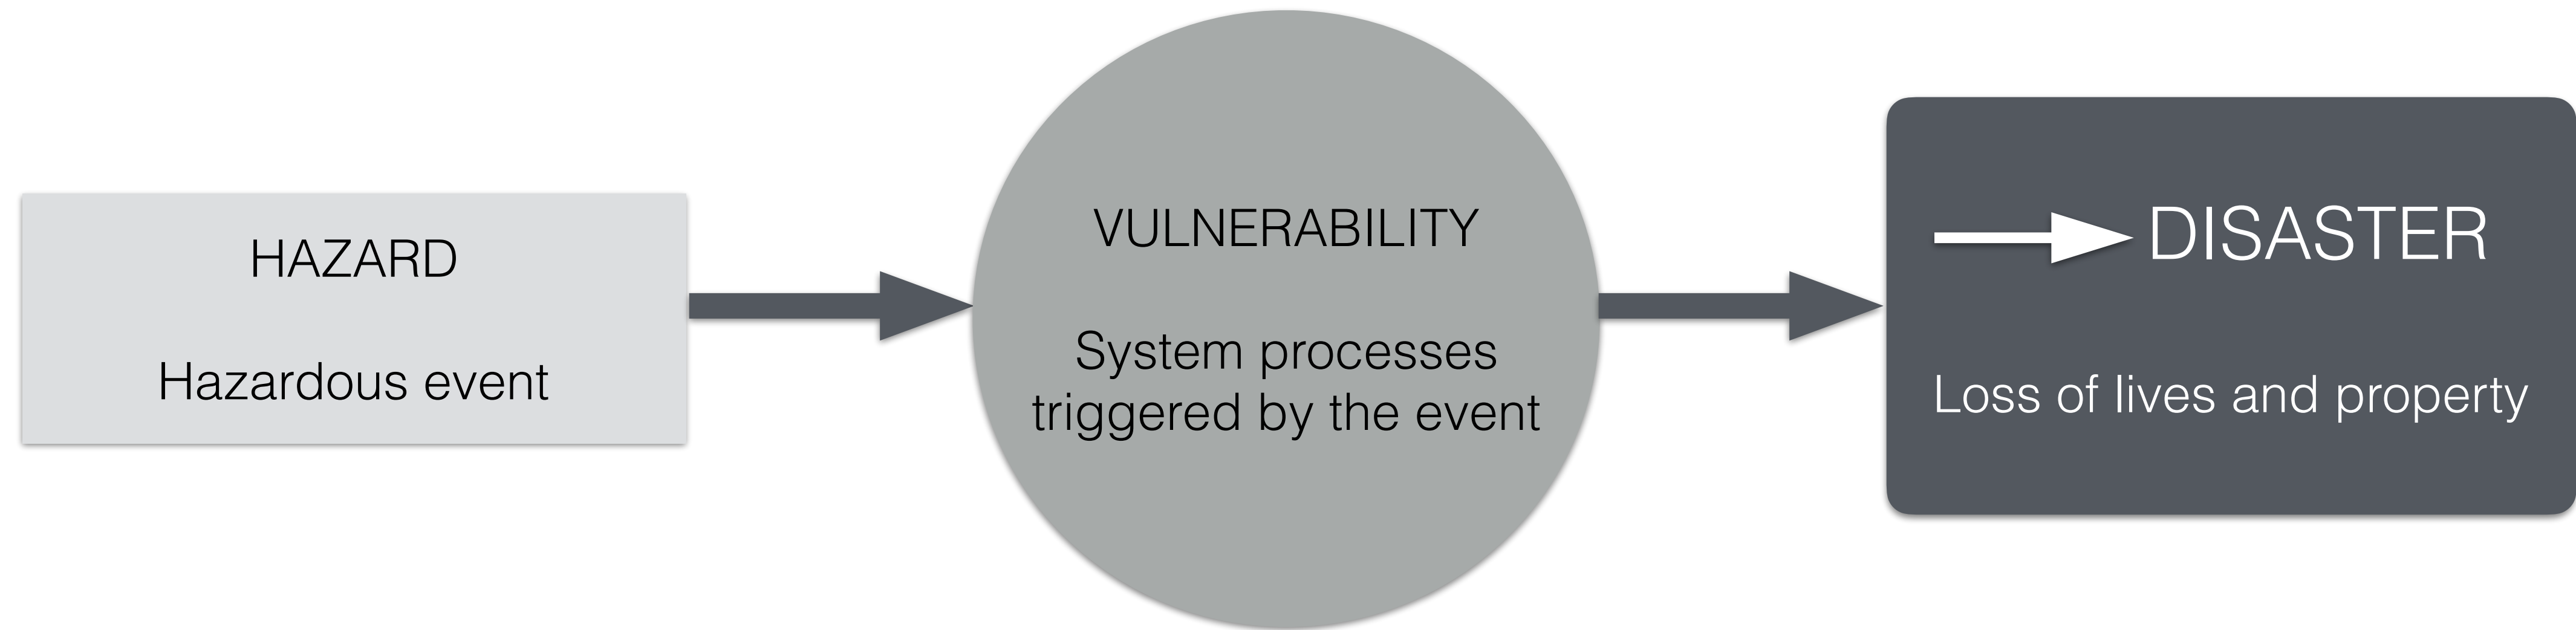 HAZARD
Hazardous event
VULNERABILITY
System processes
triggered by the event
DISASTER
Loss of lives and property